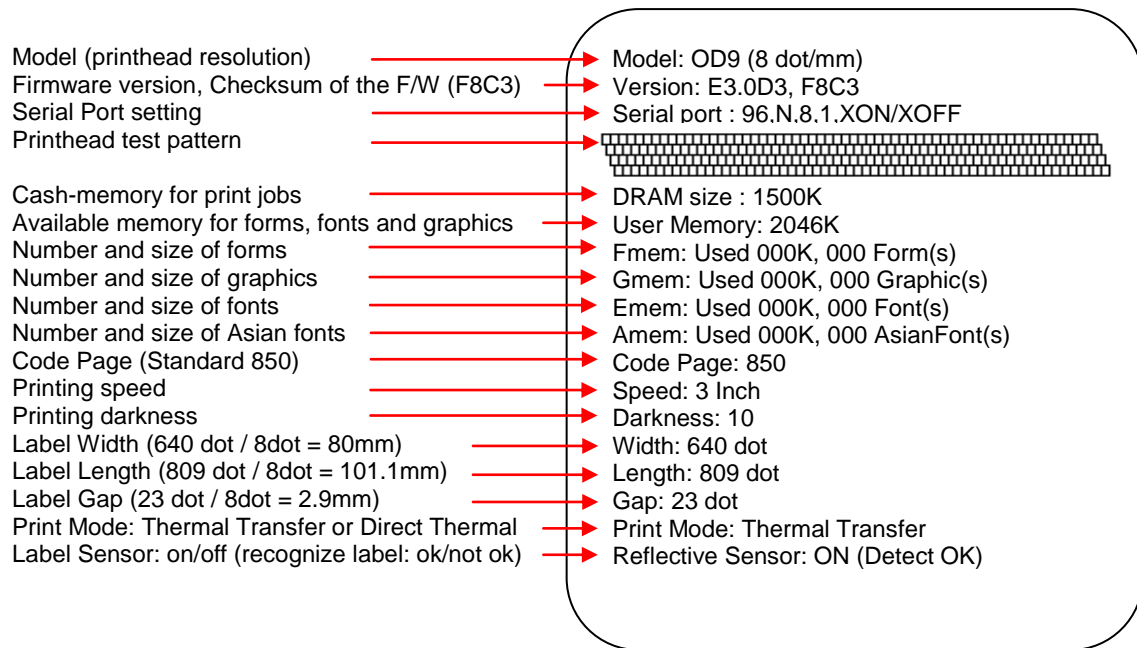 Model (printhead resolution) Model: OD9 (8 dot/mm)
Firmware version, Checksum of the F/W (F8C3) Version: E3.0D3, F8C3
Serial Port setting Serial port : 96,N,8,1,XON/XOFF
Printhead test pattern
Cash-memory for print jobs DRAM size : 1500K
Available memory for forms, fonts and graphics User Memory: 2046K
Number and size of forms Fmem: Used 000K, 000 Form(s)
Number and size of graphics Gmem: Used 000K, 000 Graphic(s)
Number and size of fonts Emem: Used 000K, 000 Font(s)
Number and size of Asian fonts Amem: Used 000K, 000 AsianFont(s)
Code Page (Standard 850) Code Page: 850
Printing speed Speed: 3 Inch
Printing darkness Darkness: 10
Label Width (640 dot / 8dot = 80mm) Width: 640 dot
Label Length (809 dot / 8dot = 101.1mm) Length: 809 dot
Label Gap (23 dot / 8dot = 2.9mm) Gap: 23 dot
Print Mode: Thermal Transfer or Direct Thermal Print Mode: Thermal Transfer
Label Sensor: on/off (recognize label: ok/not ok) Reflective Sensor: ON (Detect OK)